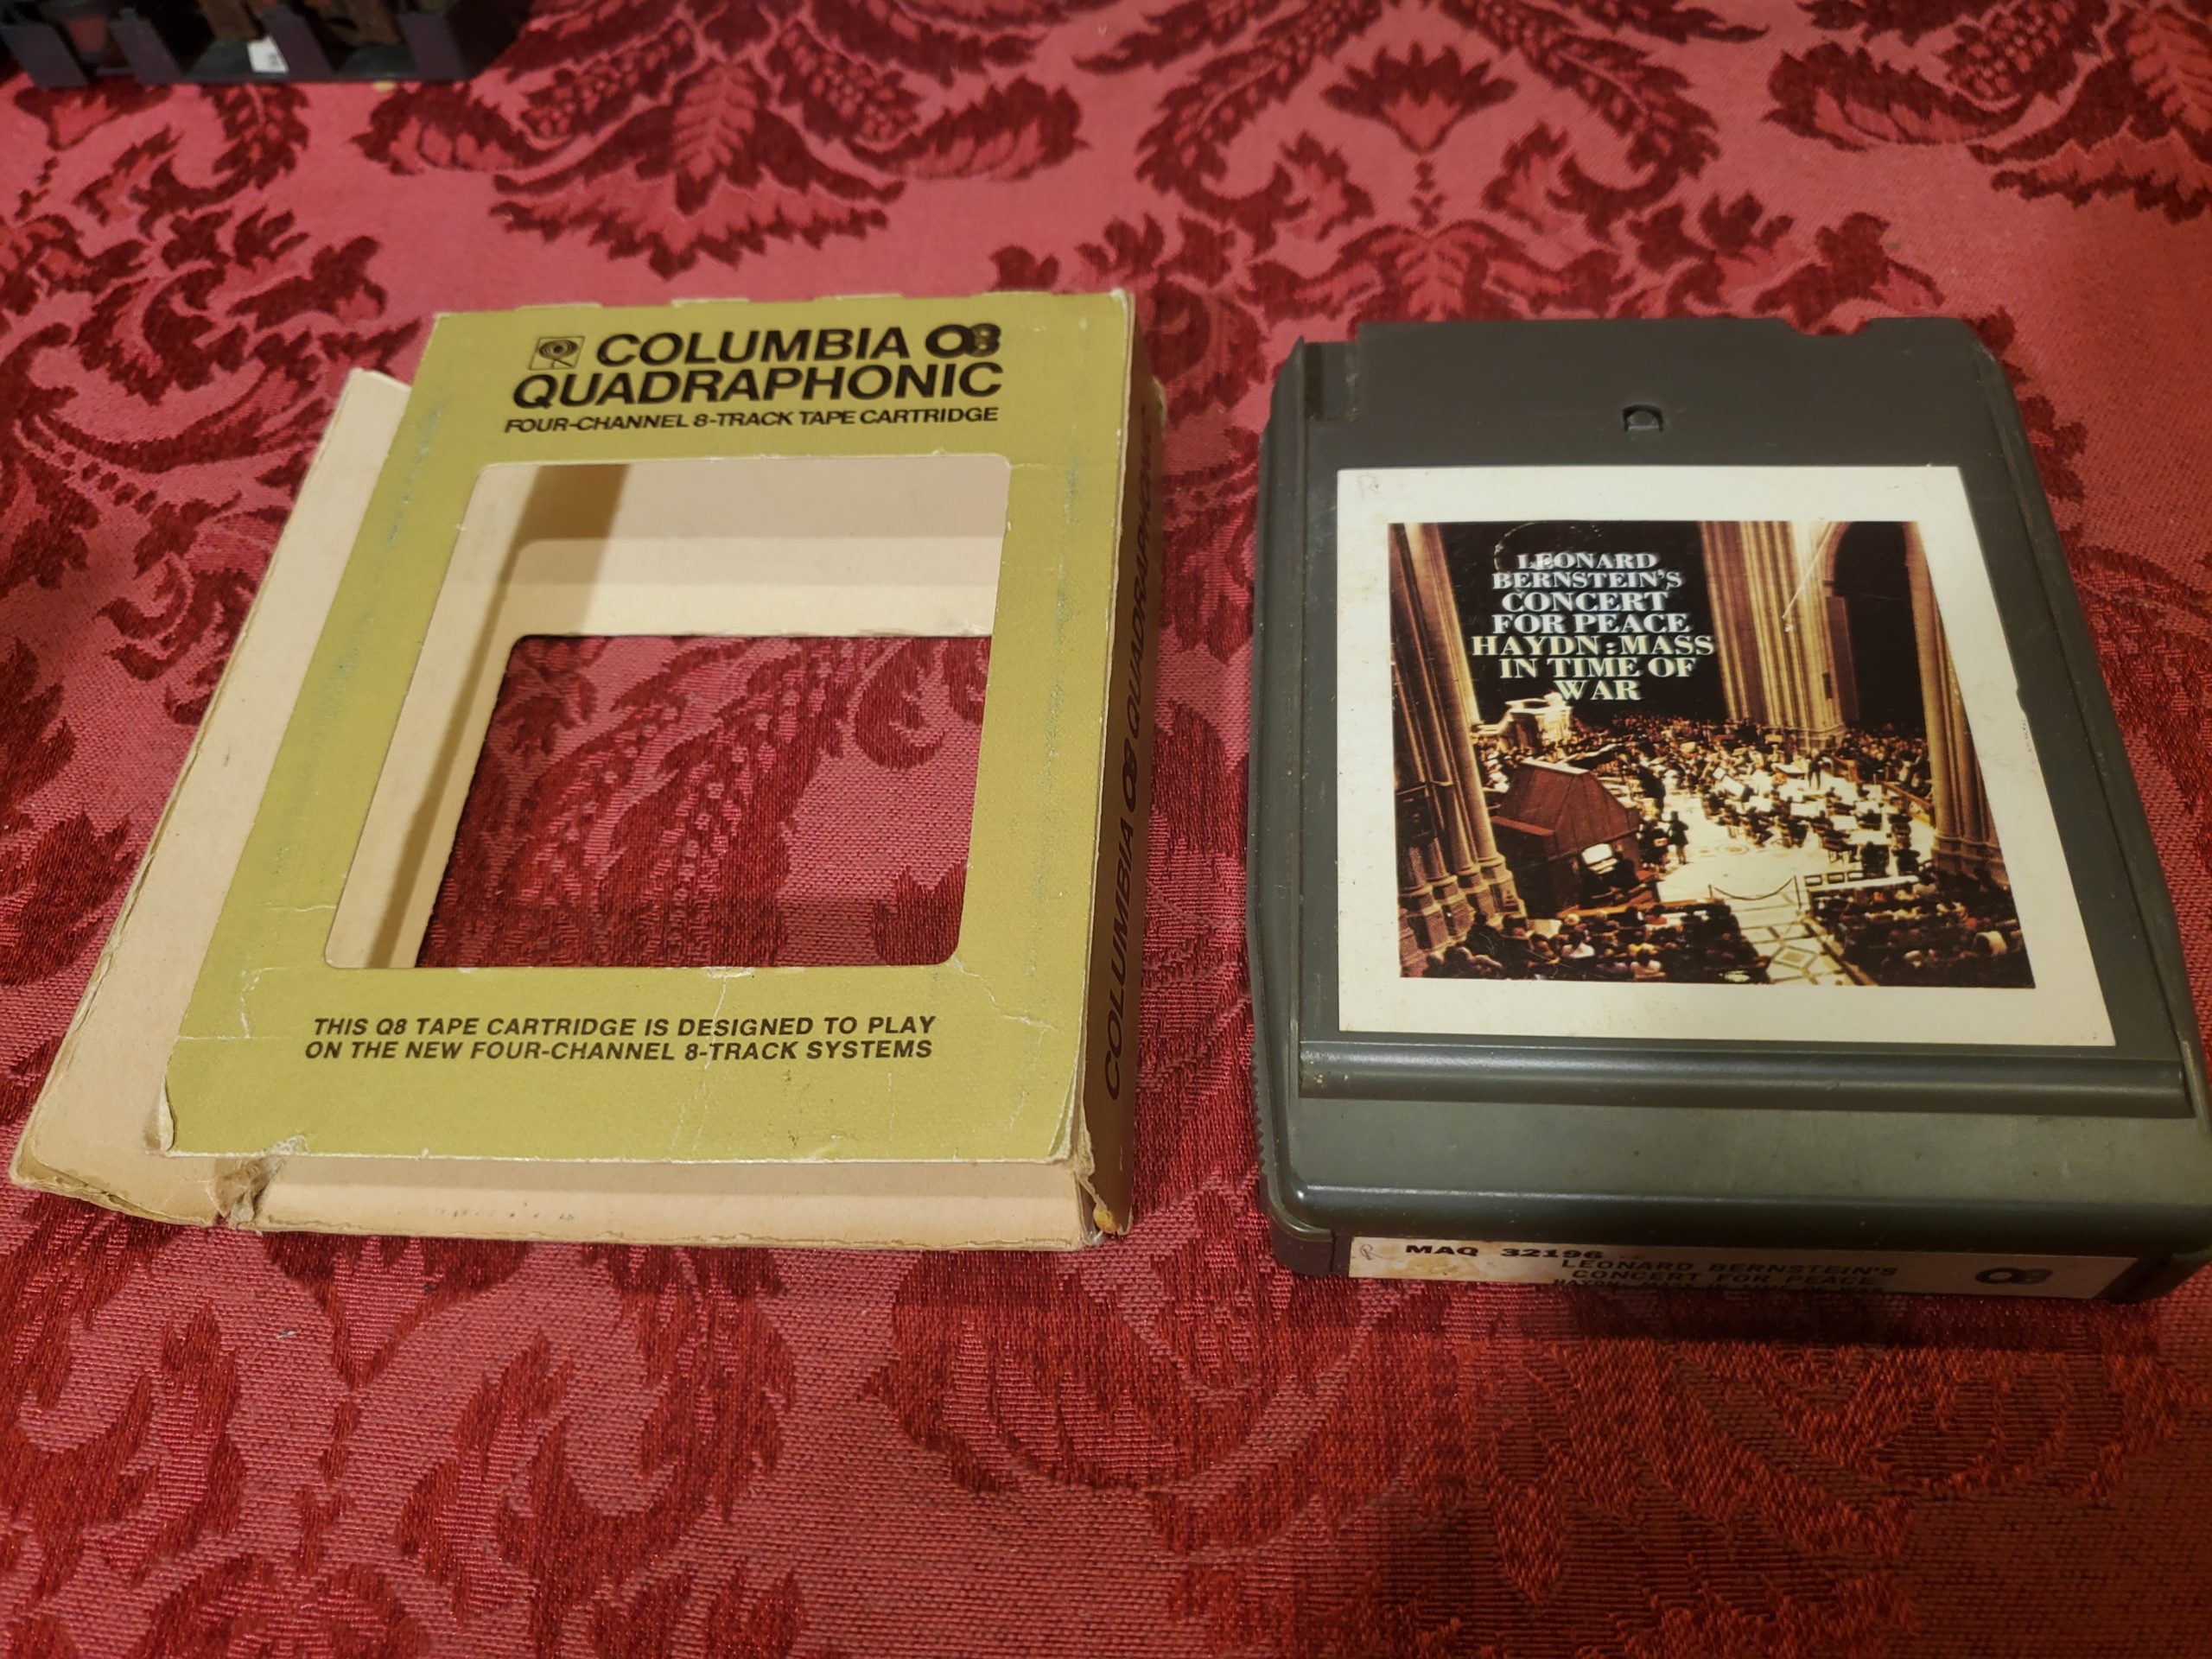 COLUMBIA Q8
QUADRAPHONIC
FOUR-CHANNEL 8-TRACK TAPE CARTRIDGE
THIS Q8 TAPE CARTRIDGE IS DESIGNED TO PLAY
ON THE NEW FOUR-CHANNEL 8-TRACK SYSTEMS
COLUMBIA Q8 QUADRAPHONIC
LEONARD
BERNSTEIN'S
CONCERT
FOR PEACE
HAYDN: MASS
IN TIME OF
WAR
R
MAQ 32196
LEONARD BERNSTEIN'S
CONCERT FOR PEACE
Q8